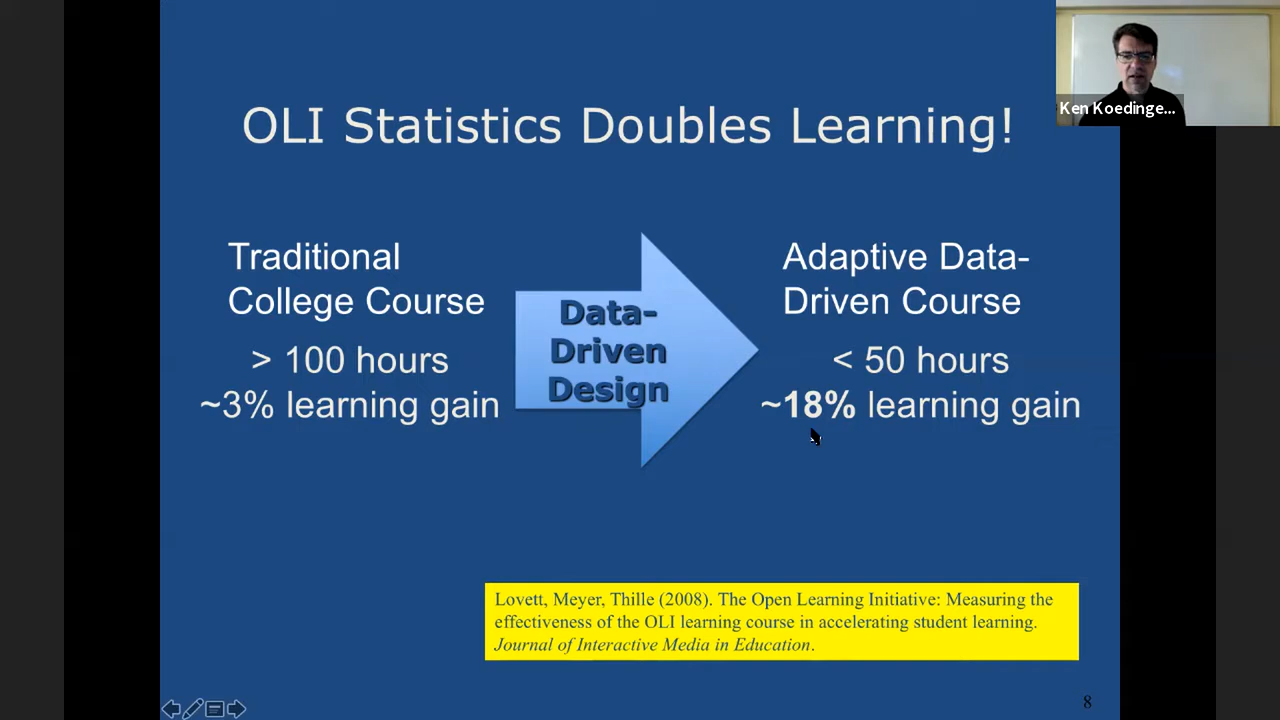 OLI Statistics Doubles Learning!
Ken Koedinge...
Traditional
College Course
> 100 hours
~3% learning gain
Data-
Driven
Design
Adaptive Data-
Driven Course
< 50 hours
~18% learning gain
Lovett, Meyer, Thille (2008). The Open Learning Initiative: Measuring the
effectiveness of the OLI learning course in accelerating student learning.
Journal of Interactive Media in Education.
8